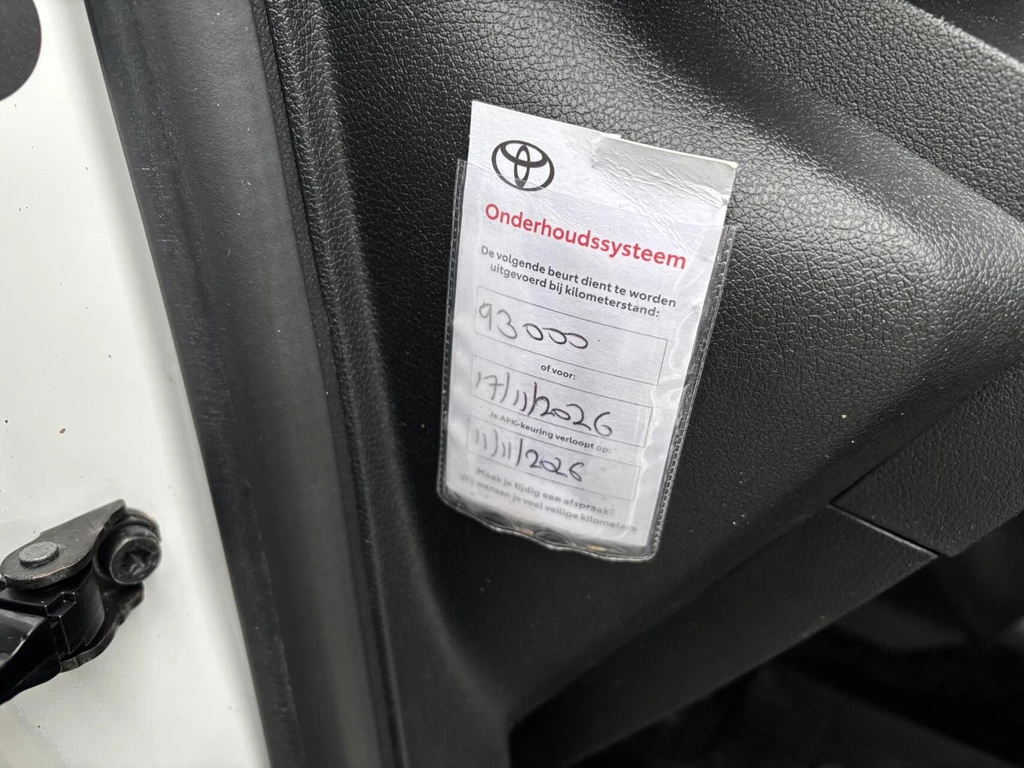 Onderhoudssysteem
De volgende beurt dient te worden
uitgevoerd bij kilometerstand:
93000
of voor:
17/11/2026
Je APK-keuring verloopt op:
11/11/2026
Maak je tijdig een afspraak?
Wij wensen je veel veilige kilometers